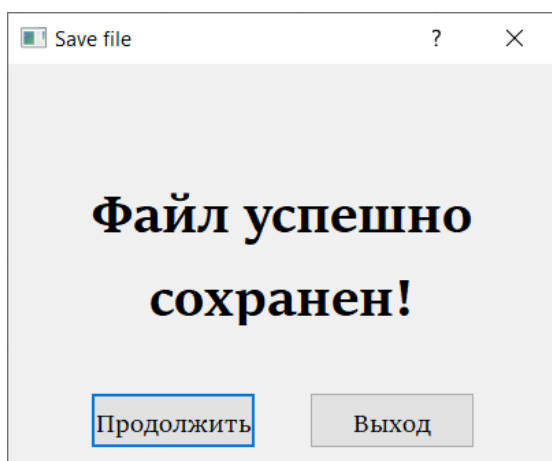 Save file
?
Файл успешно
сохранен!
Продолжить
Выход